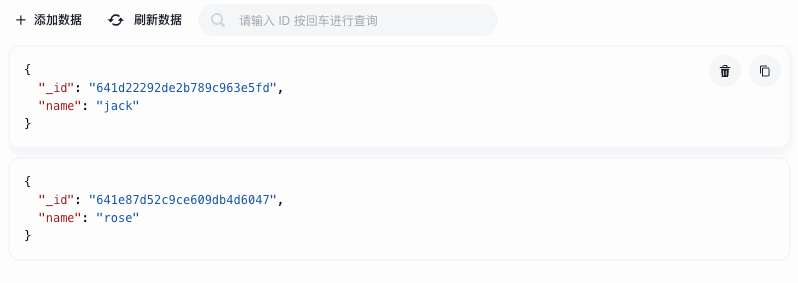 添加数据 刷新数据 请输入 ID 按回车进行查询
{
"_id": "641d22292de2b789c963e5fd",
"name": "jack"
}
{
"_id": "641e87d52c9ce609db4d6047",
"name": "rose"
}